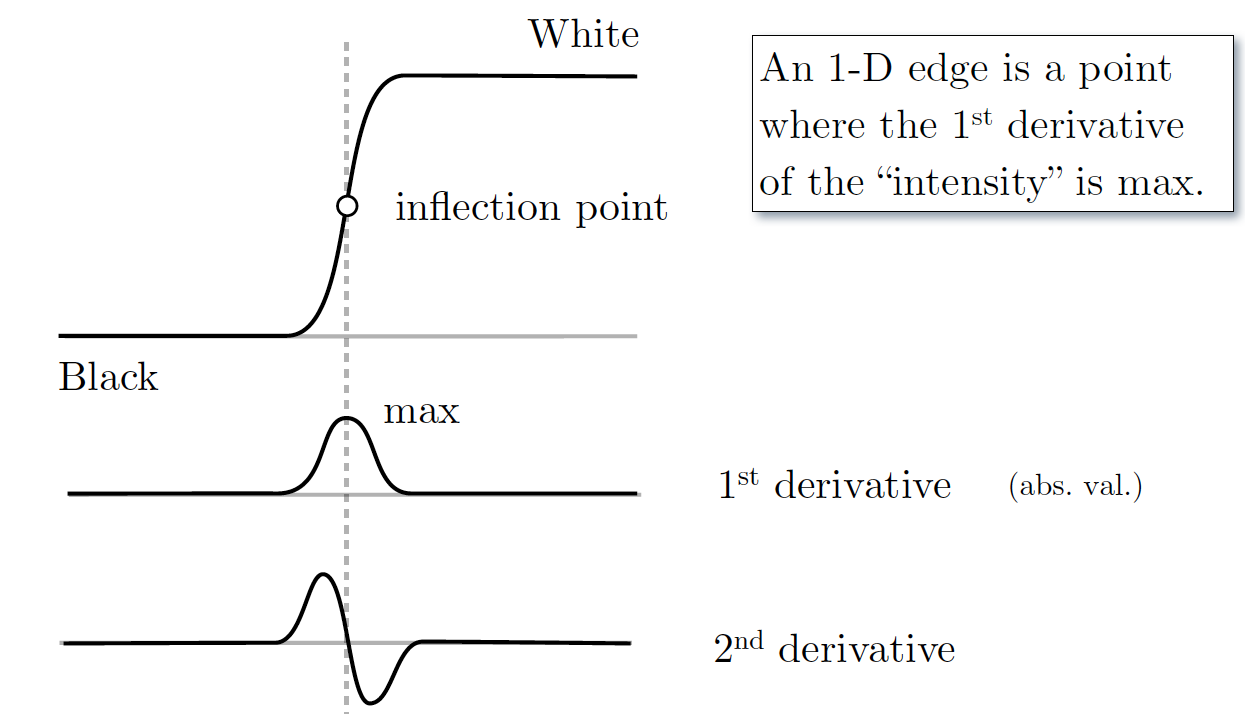 White
An 1-D edge is a point
where the 1st derivative
of the “intensity” is max.
inflection point
Black
max
1st derivative (abs. val.)
2nd derivative